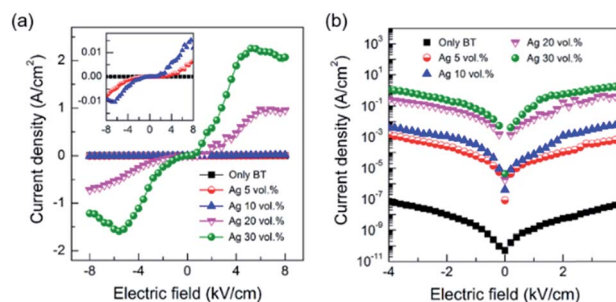 (a)
Current density (A/cm²)
2
1
0
-1
-2
0.01
0.00
-0.01
-8
-4
0
4
8
Only BT
Ag 5 vol.%
Ag 10 vol.%
Ag 20 vol.%
Ag 30 vol.%
-8
-4
0
4
8
Electric field (kV/cm)
(b)
Current density (A/cm²)
10⁵
10³
10¹
10⁻¹
10⁻³
10⁻⁵
10⁻⁷
10⁻⁹
10⁻¹¹
Only BT
Ag 5 vol.%
Ag 10 vol.%
Ag 20 vol.%
Ag 30 vol.%
-4
-2
0
2
Electric field (kV/cm)